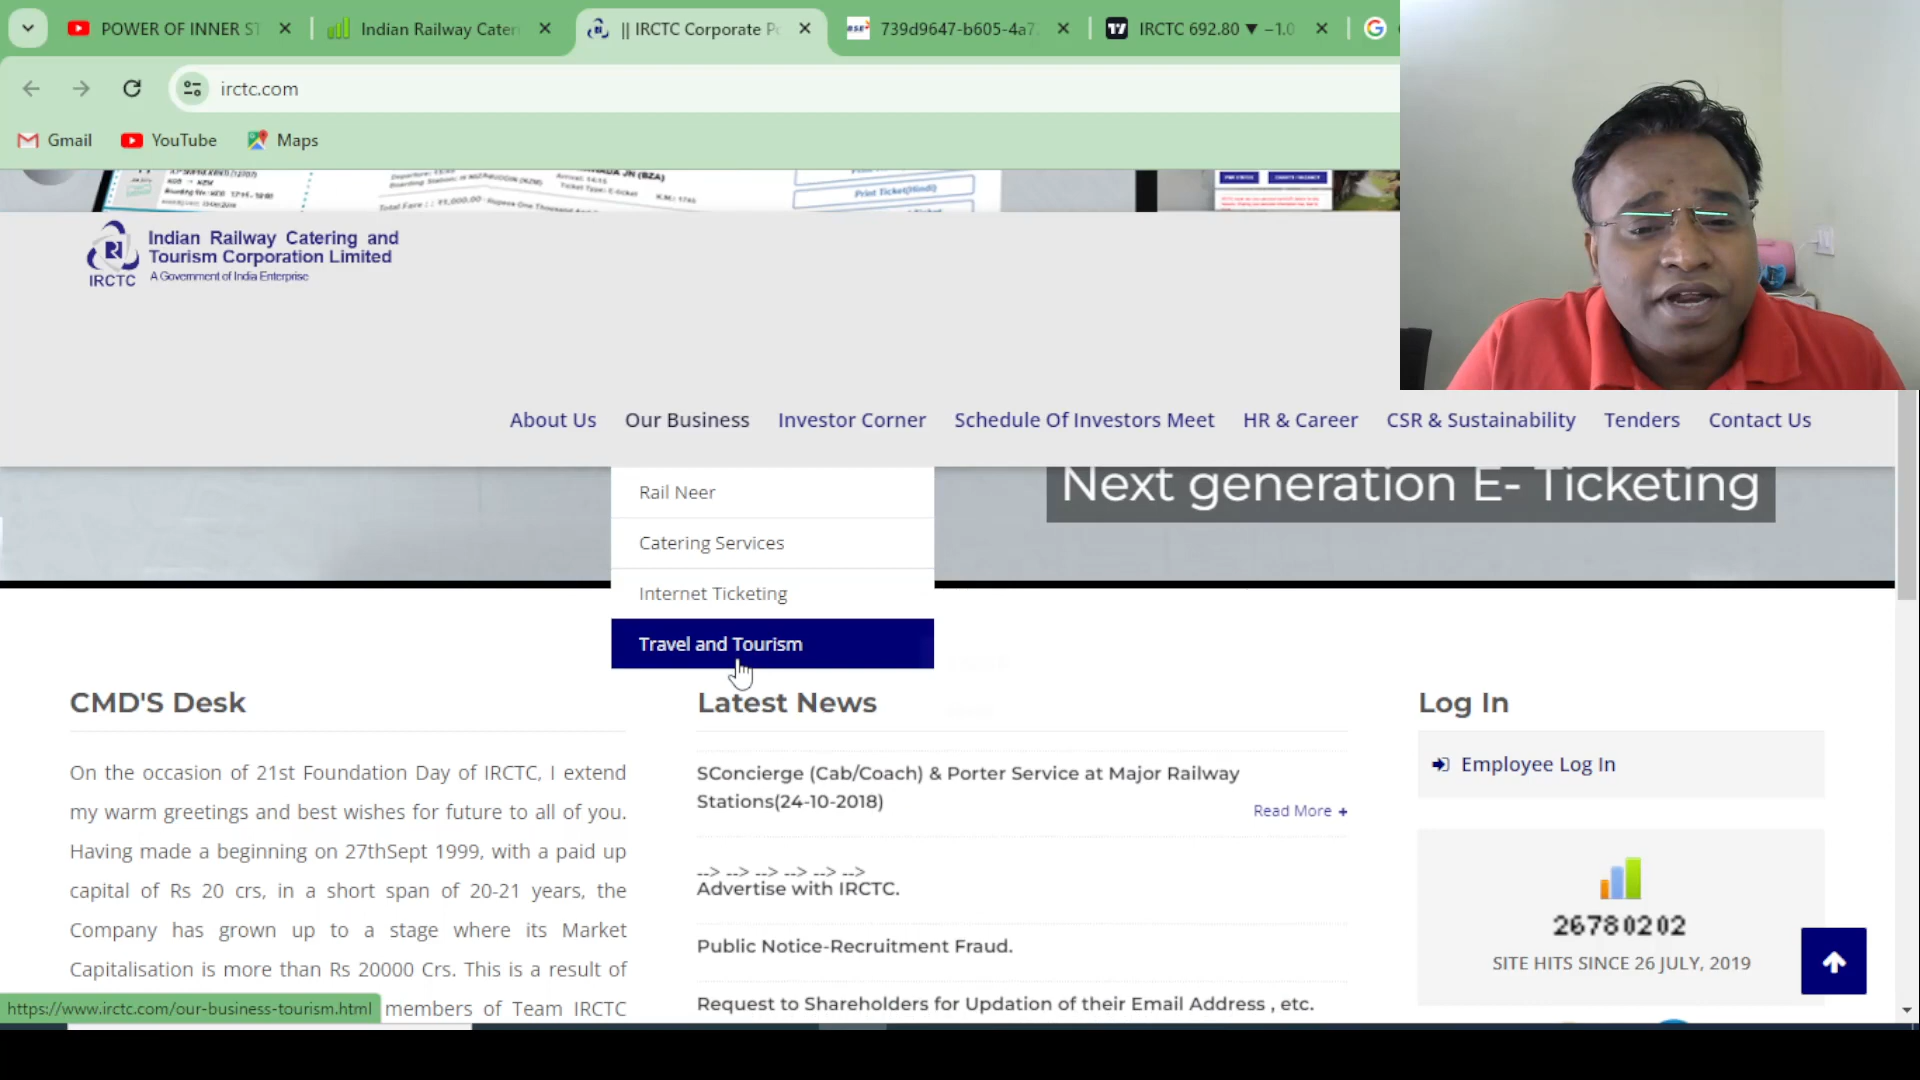 POWER OF INNER ST
Indian Railway Cater
|| IRCTC Corporate Po
739d9647-b605-4a7
IRCTC 692.80 ▼ −1.0
irctc.com
Gmail
YouTube
Maps
Print Ticket(Hindi)
Indian Railway Catering and
Tourism Corporation Limited
A Government of India Enterprise
IRCTC
About Us
Our Business
Investor Corner
Schedule Of Investors Meet
HR & Career
CSR & Sustainability
Tenders
Contact Us
Rail Neer
Catering Services
Internet Ticketing
Travel and Tourism
Next generation E- Ticketing
CMD'S Desk
On the occasion of 21st Foundation Day of IRCTC, I extend
my warm greetings and best wishes for future to all of you.
Having made a beginning on 27thSept 1999, with a paid up
capital of Rs 20 crs, in a short span of 20-21 years, the
Company has grown up to a stage where its Market
Capitalisation is more than Rs 20000 Crs. This is a result of
members of Team IRCTC
Latest News
SConcierge (Cab/Coach) & Porter Service at Major Railway
Stations(24-10-2018)
Read More +
--> --> --> --> --> -->
Advertise with IRCTC.
Public Notice-Recruitment Fraud.
Request to Shareholders for Updation of their Email Address , etc.
Log In
Employee Log In
26780202
SITE HITS SINCE 26 JULY, 2019
https://www.irctc.com/our-business-tourism.html